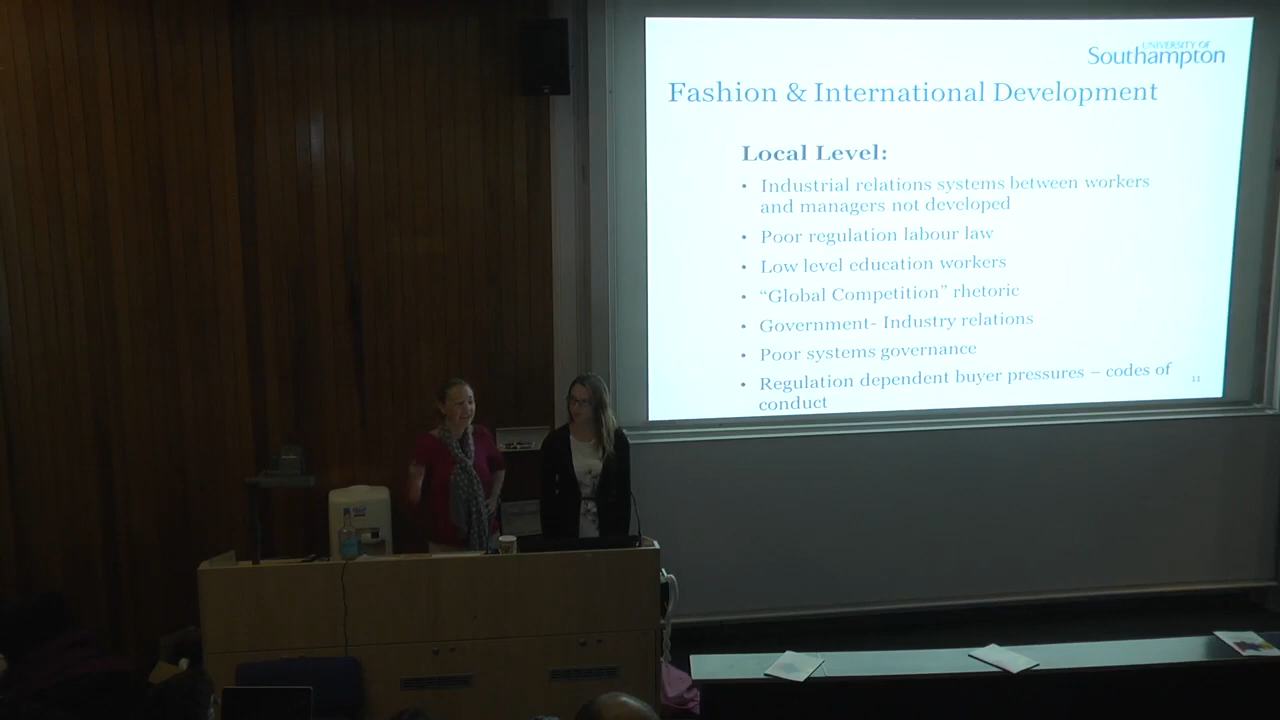 UNIVERSITY OF
Southampton
Fashion & International Development
Local Level:
• Industrial relations systems between workers
and managers not developed
• Poor regulation labour law
• Low level education workers
• “Global Competition” rhetoric
• Government- Industry relations
• Poor systems governance
• Regulation dependent buyer pressures – codes of
conduct
11